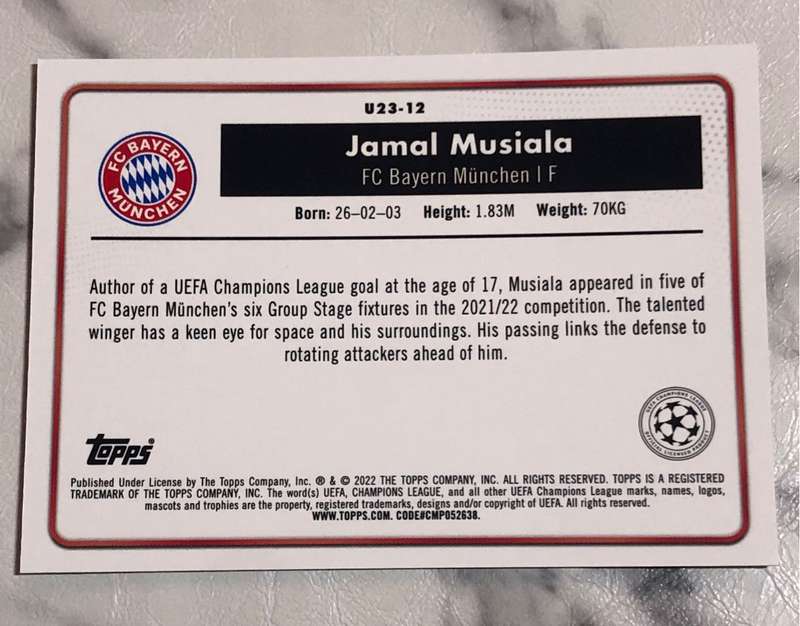 U23-12
Jamal Musiala
FC Bayern München | F
FC BAYERN
MÜNCHEN
Born: 26-02-03 Height: 1.83M Weight: 70KG
Author of a UEFA Champions League goal at the age of 17, Musiala appeared in five of
FC Bayern München's six Group Stage fixtures in the 2021/22 competition. The talented
winger has a keen eye for space and his surroundings. His passing links the defense to
rotating attackers ahead of him.
UEFA CHAMPIONS LEAGUE
OFFICIAL LICENSED PRODUCT
Topps®
Published Under License by The Topps Company, Inc. ® & © 2022 THE TOPPS COMPANY, INC. ALL RIGHTS RESERVED. TOPPS IS A REGISTERED
TRADEMARK OF THE TOPPS COMPANY, INC. The word(s) UEFA, CHAMPIONS LEAGUE, and all other UEFA Champions League marks, names, logos,
mascots and trophies are the property, registered trademarks, designs and/or copyright of UEFA. All rights reserved.
WWW.TOPPS.COM. CODE#CMP052638.